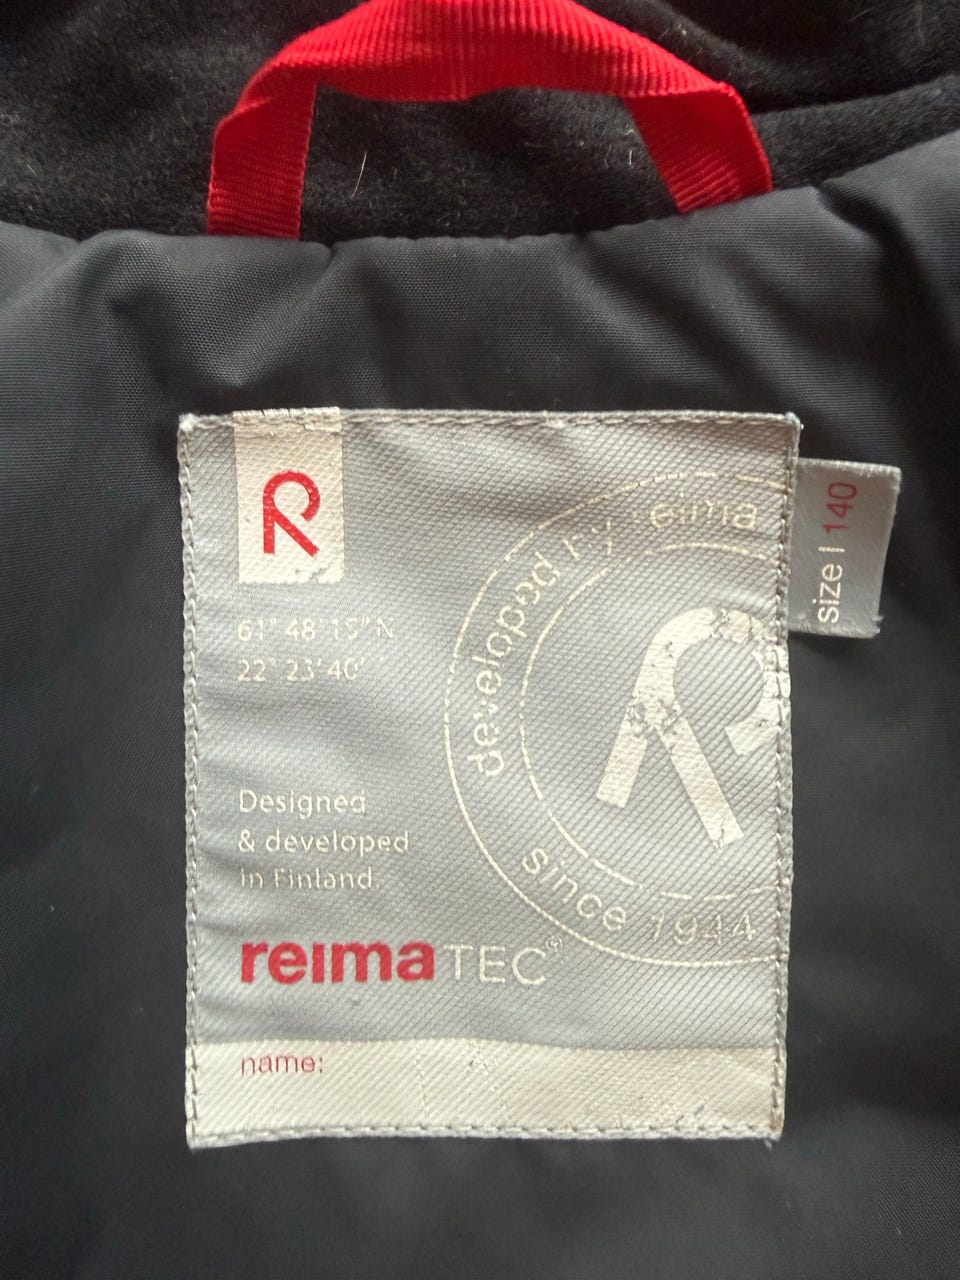 R
61° 48' 15" N
22° 23' 40'
Designed
& developed
in Finland.
reimaTEC®
name:
developed by reima
Since 1944
R
size | 140